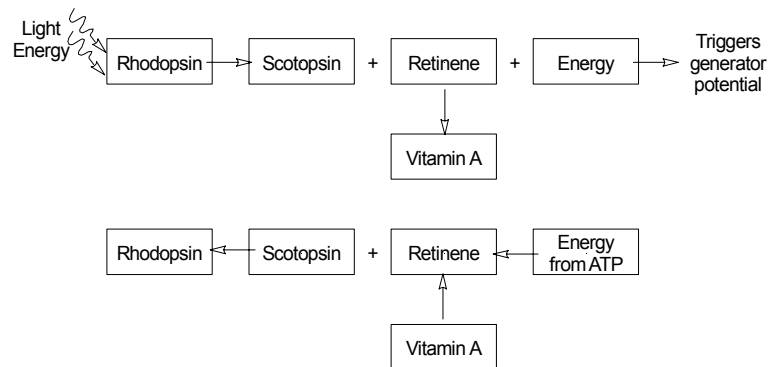 Light
Energy
Rhodopsin Scotopsin + Retinene + Energy
Triggers
generator
potential
Vitamin A
Rhodopsin Scotopsin + Retinene Energy
from ATP
Vitamin A